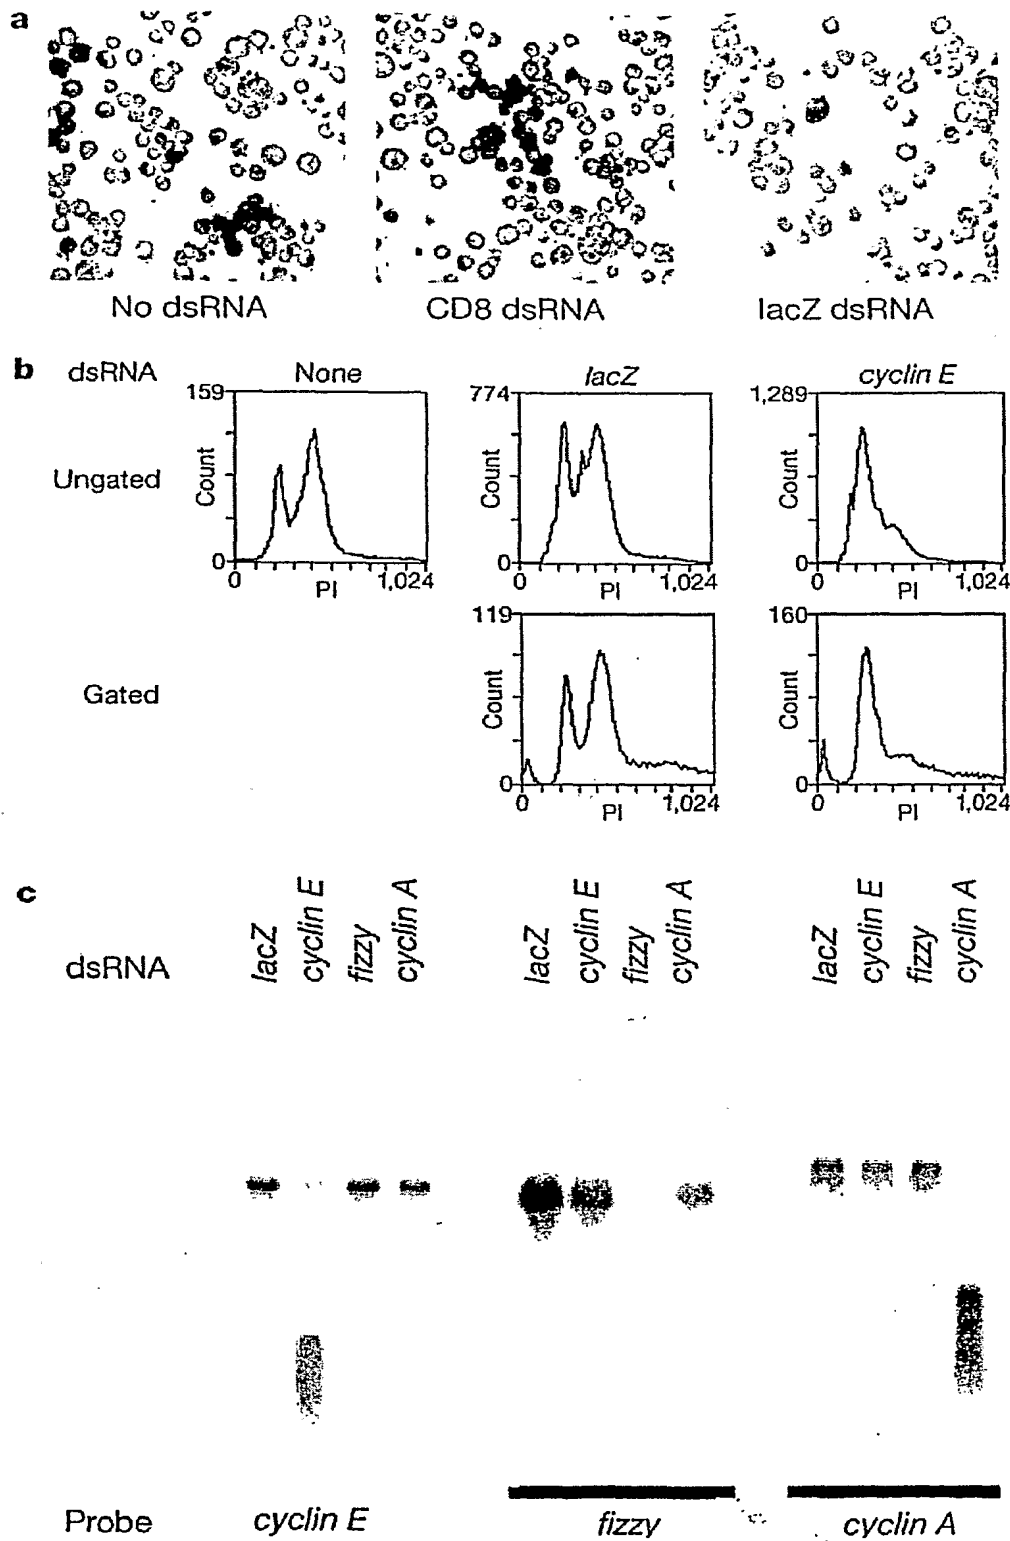 a
No dsRNA
CD8 dsRNA
lacZ dsRNA
b
dsRNA
None
lacZ
cyclin E
Ungated
159
Count
0
0
1,024
PI
774
Count
0
0
1,024
PI
1,289
Count
0
0
1,024
PI
Gated
119
Count
0
0
1,024
PI
160
Count
0
0
1,024
PI
c
dsRNA
lacZ
cyclin E
fizzy
cyclin A
lacZ
cyclin E
fizzy
cyclin A
lacZ
cyclin E
fizzy
cyclin A
Probe
cyclin E
fizzy
cyclin A